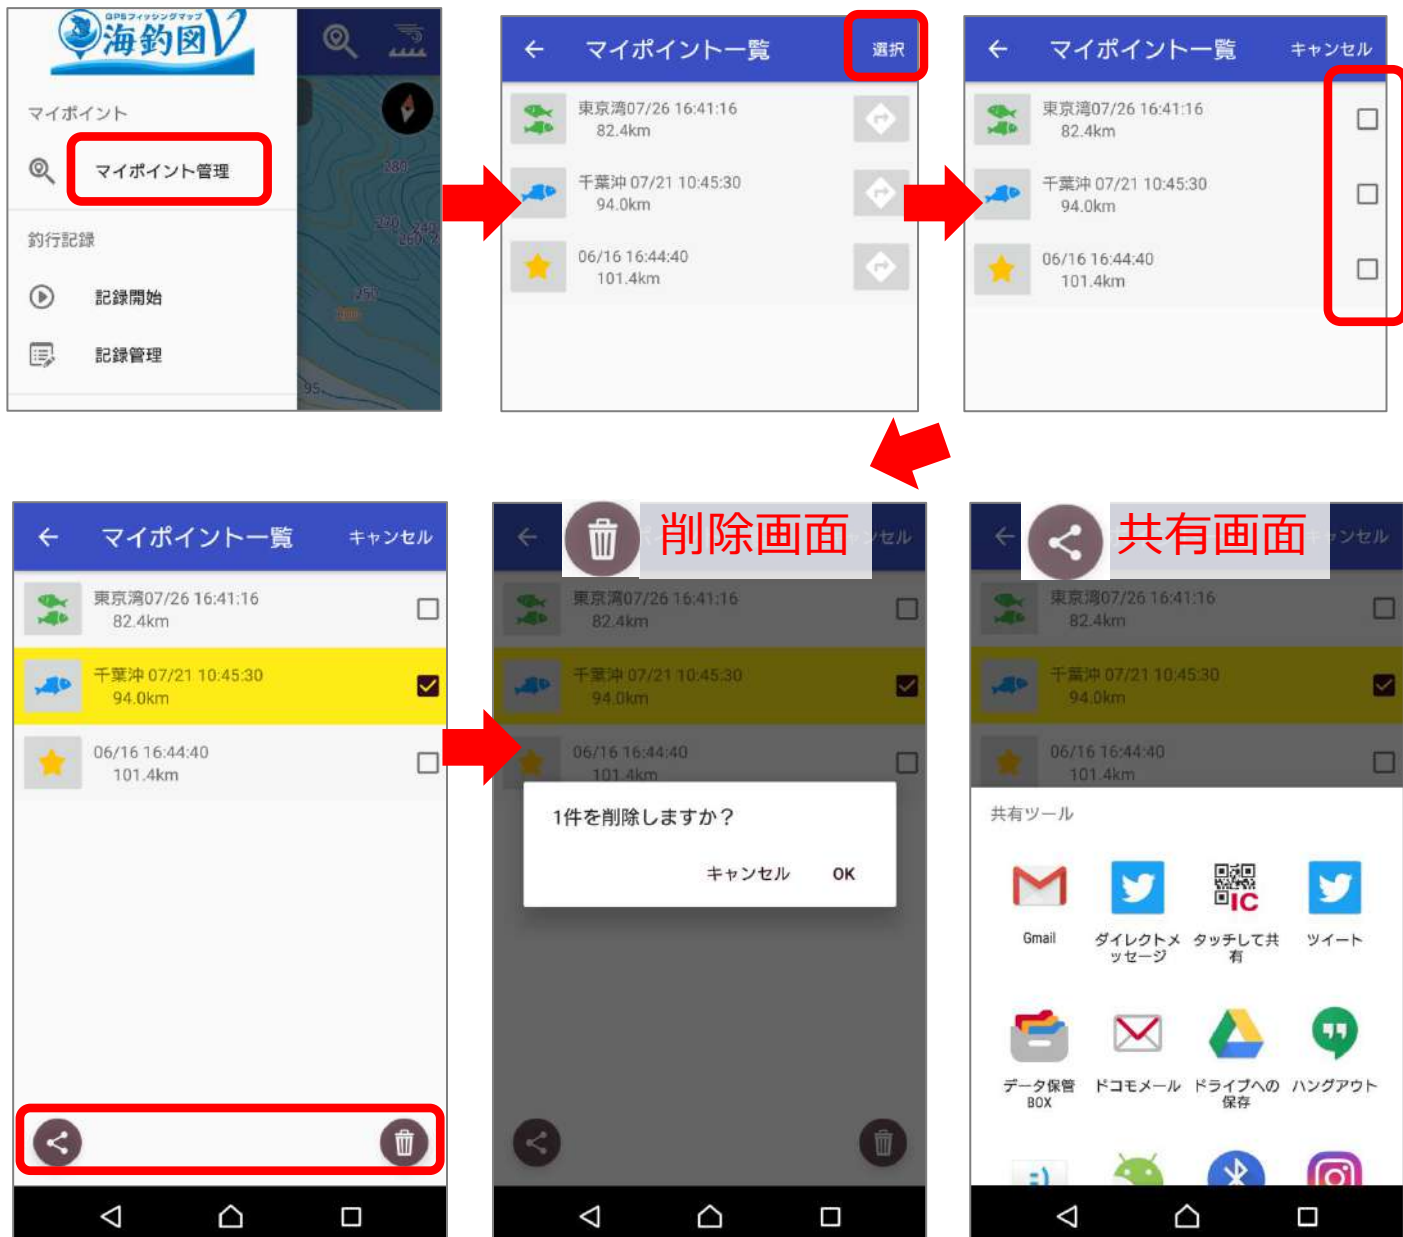 GPSフィッシングマップ
海釣図V
マイポイント
マイポイント管理
釣行記録
記録開始
記録管理
280
250
95
マイポイント一覧
選択
東京湾07/26 16:41:16
82.4km
千葉沖 07/21 10:45:30
94.0km
06/16 16:44:40
101.4km
マイポイント一覧
キャンセル
東京湾07/26 16:41:16
82.4km
千葉沖 07/21 10:45:30
94.0km
06/16 16:44:40
101.4km
マイポイント一覧
キャンセル
東京湾07/26 16:41:16
82.4km
千葉沖 07/21 10:45:30
94.0km
06/16 16:44:40
101.4km
削除画面
ンセル
東京湾07/26 16:41:16
82.4km
千葉沖 07/21 10:45:30
94.0km
06/16 16:44:40
101.4km
1件を削除しますか？
キャンセル
OK
共有画面
キャンセル
東京湾07/26 16:41:16
82.4km
千葉沖 07/21 10:45:30
94.0km
06/16 16:44:40
101.4km
共有ツール
IC
Gmail
ダイレクトメ
ッセージ
タッチして共
有
ツイート
データ保管
BOX
ドコモメール
ドライブへの
保存
ハングアウト